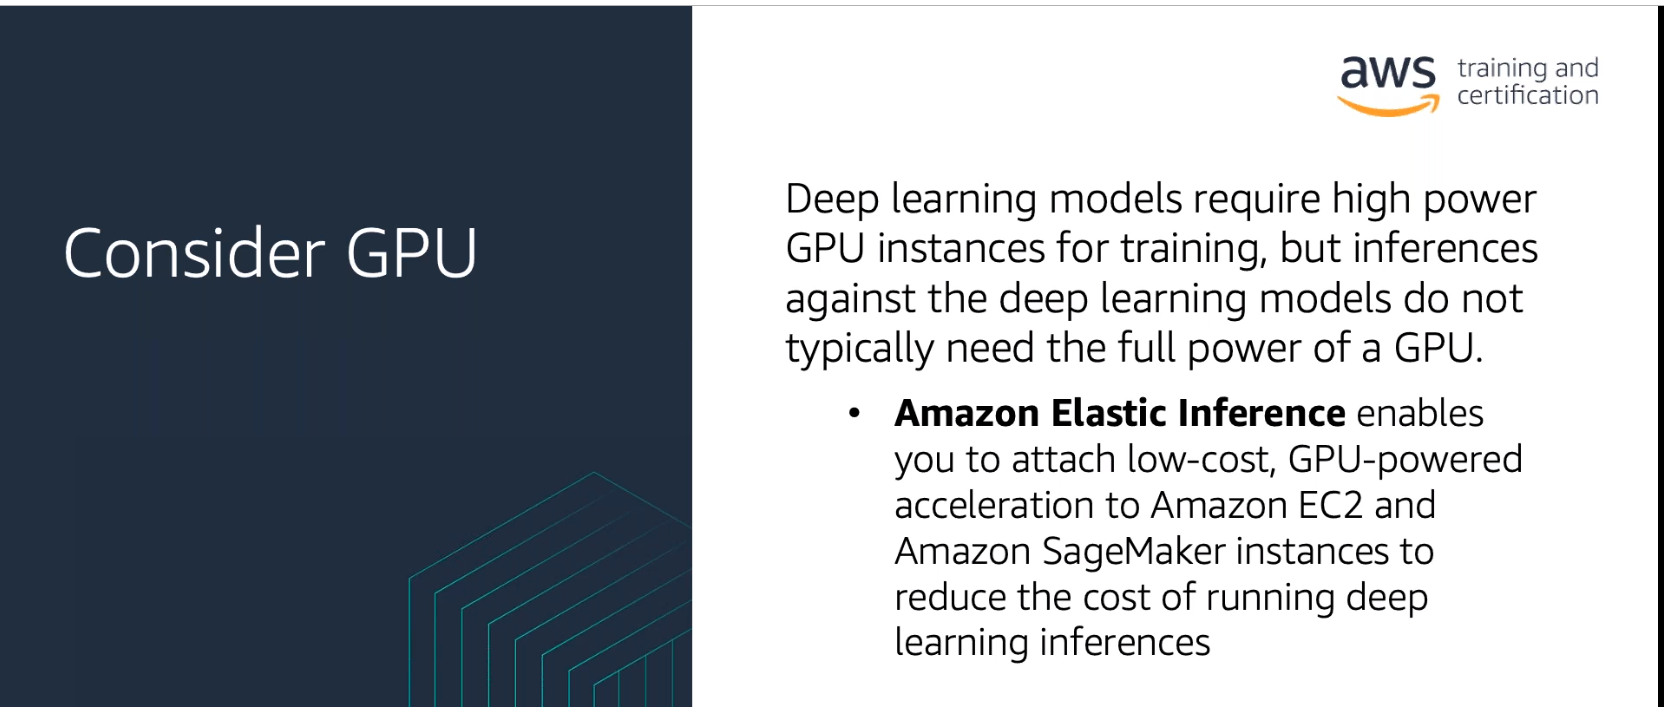 Consider GPU
aws training and
certification
Deep learning models require high power
GPU instances for training, but inferences
against the deep learning models do not
typically need the full power of a GPU.
• Amazon Elastic Inference enables
you to attach low-cost, GPU-powered
acceleration to Amazon EC2 and
Amazon SageMaker instances to
reduce the cost of running deep
learning inferences